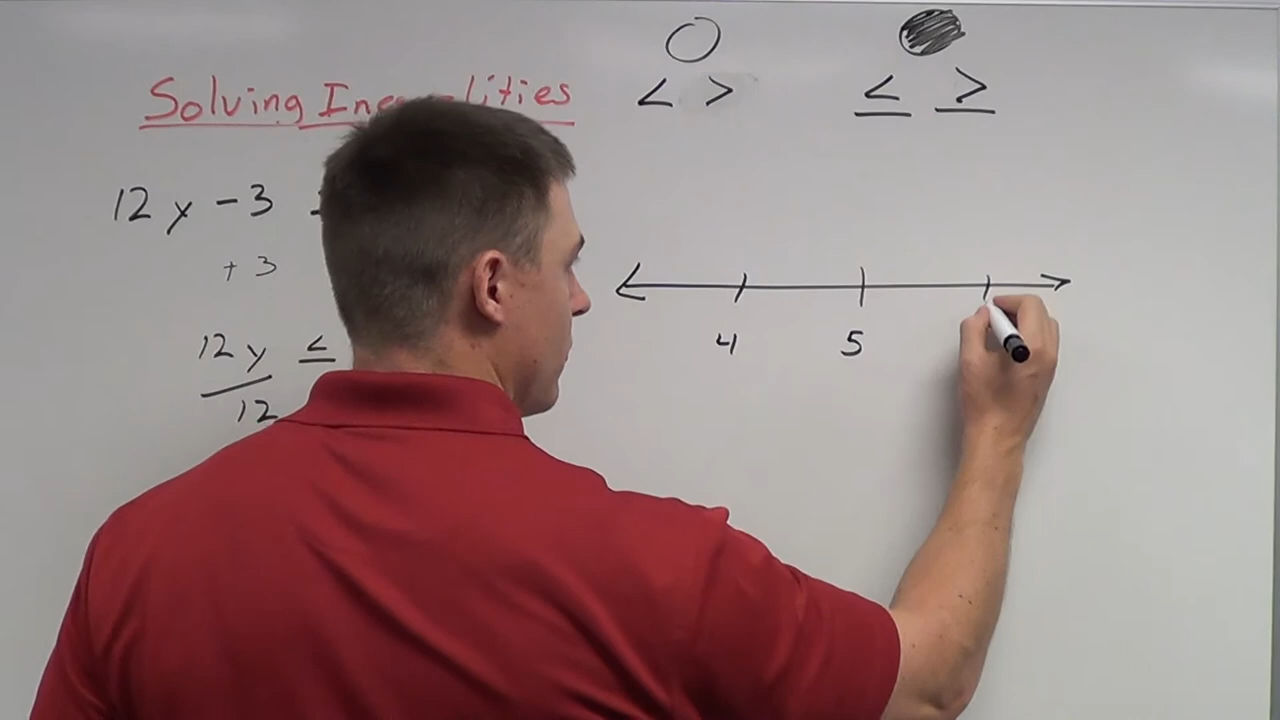 Solving Inequalities
< >
≤ ≥
12y - 3
+ 3
12y ≤
12
4 5